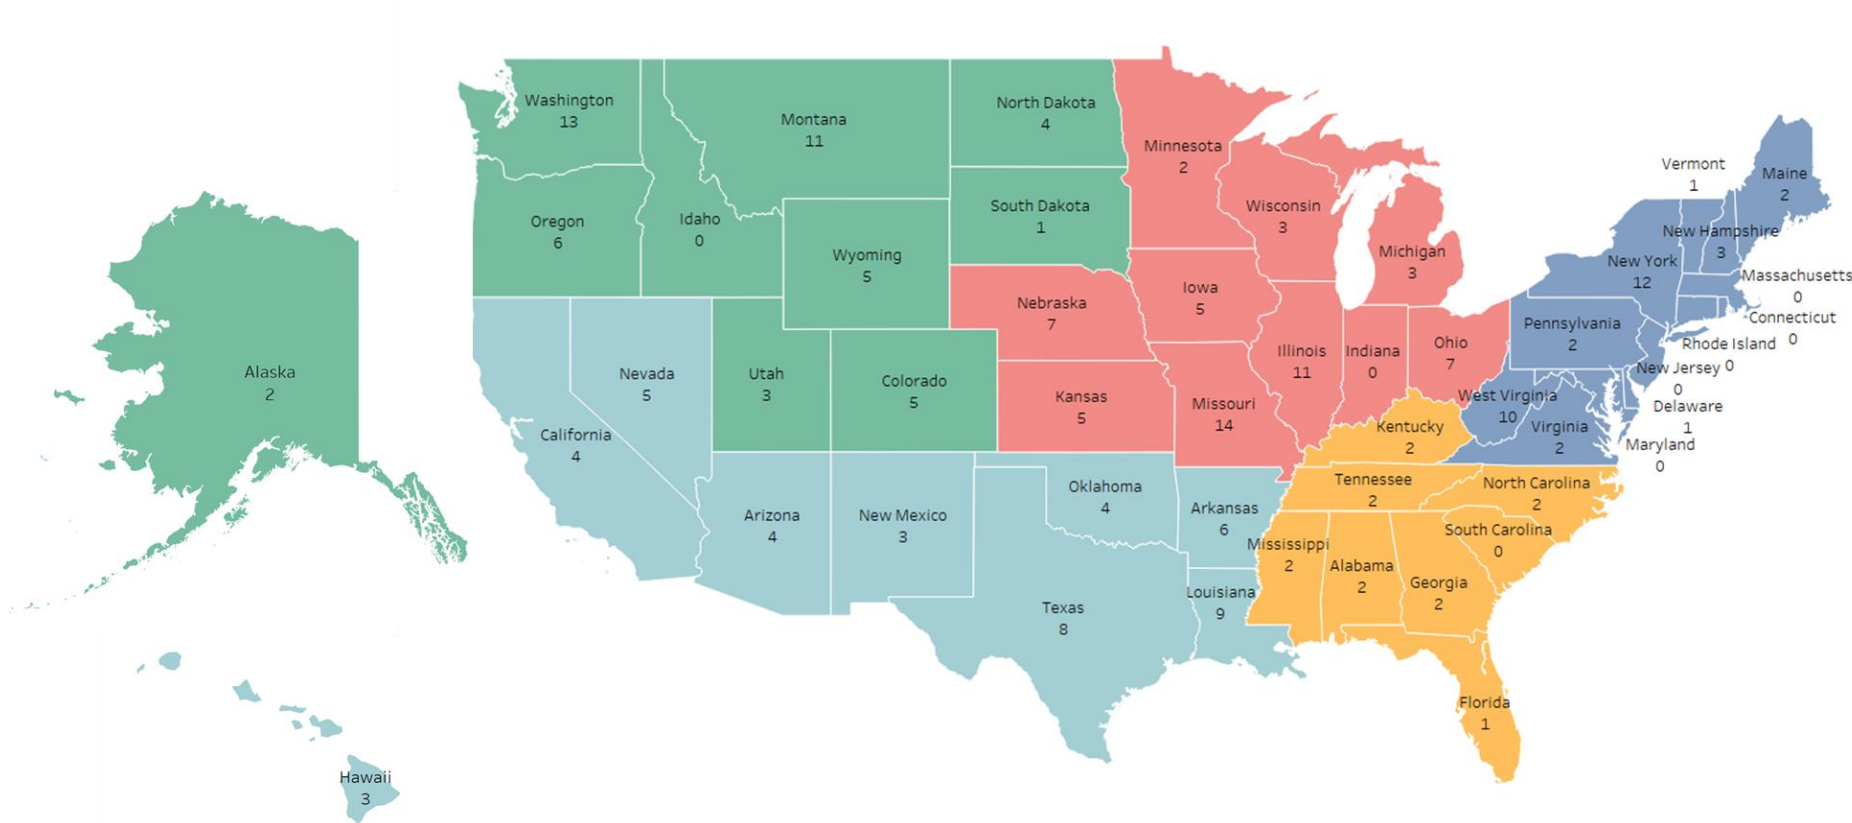 Washington
13
Montana
11
North Dakota
4
Minnesota
2
Vermont
1
Maine
2
Oregon
6
Idaho
0
Wyoming
5
South Dakota
1
Wisconsin
3
Michigan
3
New Hampshire
3
New York
12
Massachusetts
0
Connecticut
0
Rhode Island
0
Nebraska
7
Iowa
5
Pennsylvania
2
New Jersey
0
Alaska
2
Nevada
5
Utah
3
Colorado
5
Kansas
5
Missouri
14
Illinois
11
Indiana
0
Ohio
7
West Virginia
10
Delaware
1
Virginia
2
Maryland
0
Kentucky
2
California
4
Arizona
4
New Mexico
3
Oklahoma
4
Arkansas
6
Tennessee
2
North Carolina
2
South Carolina
0
Mississippi
2
Alabama
2
Georgia
2
Texas
8
Louisiana
9
Florida
1
Hawaii
3